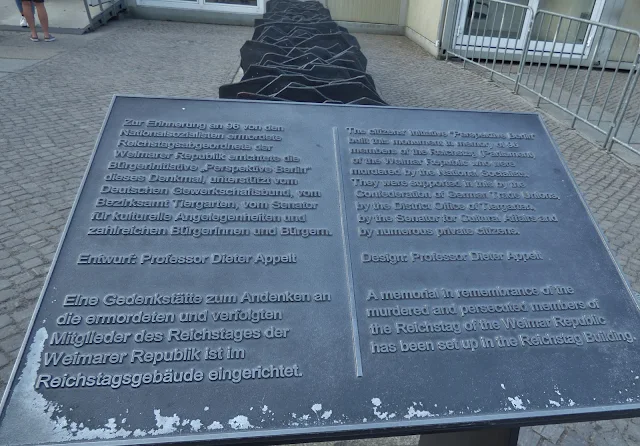 Zur Erinnerung an 96 von den
Nationalsozialisten ermordete
Reichstagsabgeordnete der
Weimarer Republik errichtete die
Bürgerinitiative „Perspektive Berlin"
dieses Denkmal, unterstützt vom
Deutschen Gewerkschaftsbund, vom
Bezirksamt Tiergarten, vom Senator
für kulturelle Angelegenheiten und
zahlreichen Bürgerinnen und Bürgern.
Entwurf: Professor Dieter Appelt
Eine Gedenkstätte zum Andenken an
die ermordeten und verfolgten
Mitglieder des Reichstages der
Weimarer Republik ist im
Reichstagsgebäude eingerichtet.
The citizens' initiative "Perspektive Berlin"
built this monument in memory of 96
members of the Reichstag (Parliament)
of the Weimar Republic who were
murdered by the National Socialists.
They were supported in this by the
Confederation of German Trade Unions,
by the District Office of Tiergarten,
by the Senator for Cultural Affairs and
by numerous private citizens.
Design: Professor Dieter Appelt
A memorial in remembrance of the
murdered and persecuted members of
the Reichstag of the Weimar Republic
has been set up in the Reichstag Building.